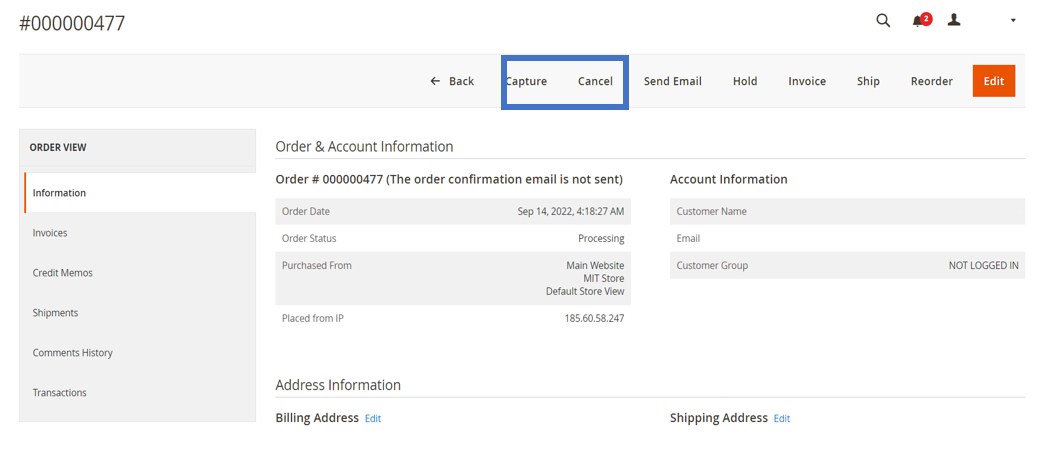 #000000477
2
Back Capture Cancel Send Email Hold Invoice Ship Reorder Edit
ORDER VIEW
Information
Invoices
Credit Memos
Shipments
Comments History
Transactions
Order & Account Information
Order # 000000477 (The order confirmation email is not sent)
Order Date Sep 14, 2022, 4:18:27 AM
Order Status Processing
Purchased From Main Website
MIT Store
Default Store View
Placed from IP 185.60.58.247
Account Information
Customer Name
Email
Customer Group NOT LOGGED IN
Address Information
Billing Address Edit
Shipping Address Edit